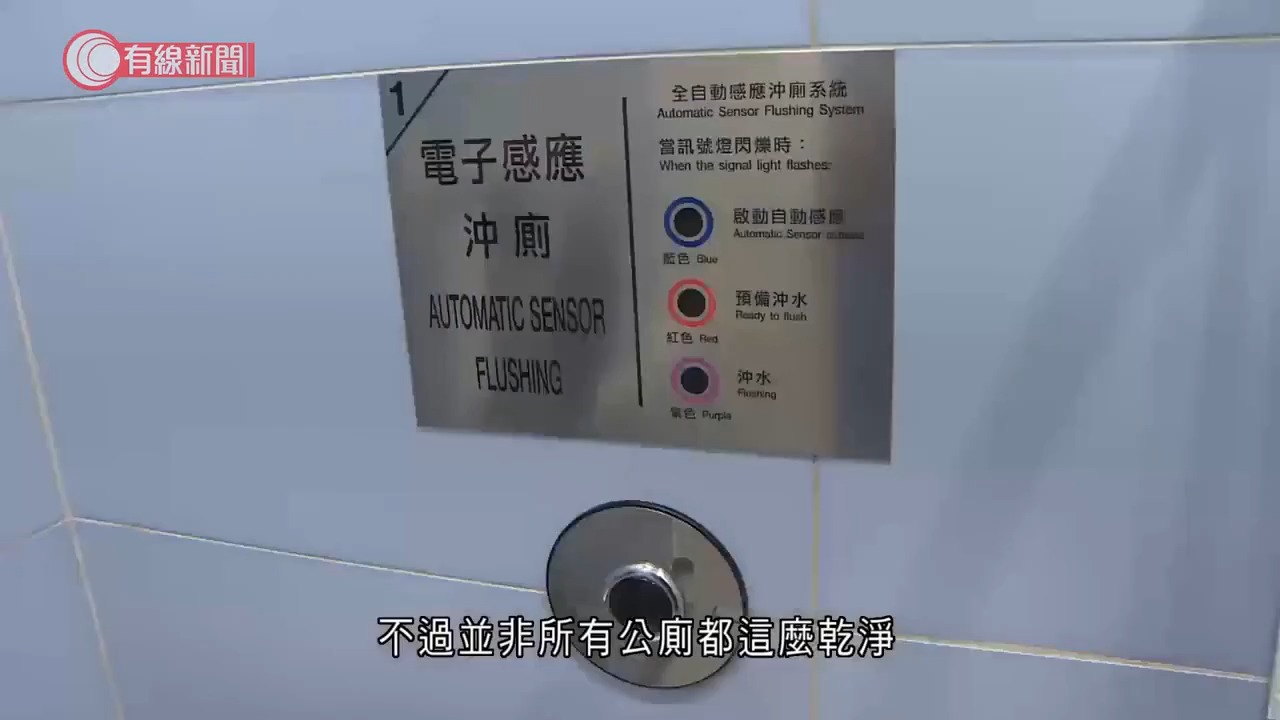 有線新聞
1
電子感應
沖廁
AUTOMATIC SENSOR
FLUSHING
全自動感應沖廁系統
Automatic Sensor Flushing System
當訊號燈閃爍時：
When the signal light flashes:
啟動自動感應
Automatic Sensor
藍色 Blue
預備沖水
Ready to flush
紅色 Red
沖水
Flushing
紫色 Purple
不過並非所有公廁都這麼乾淨